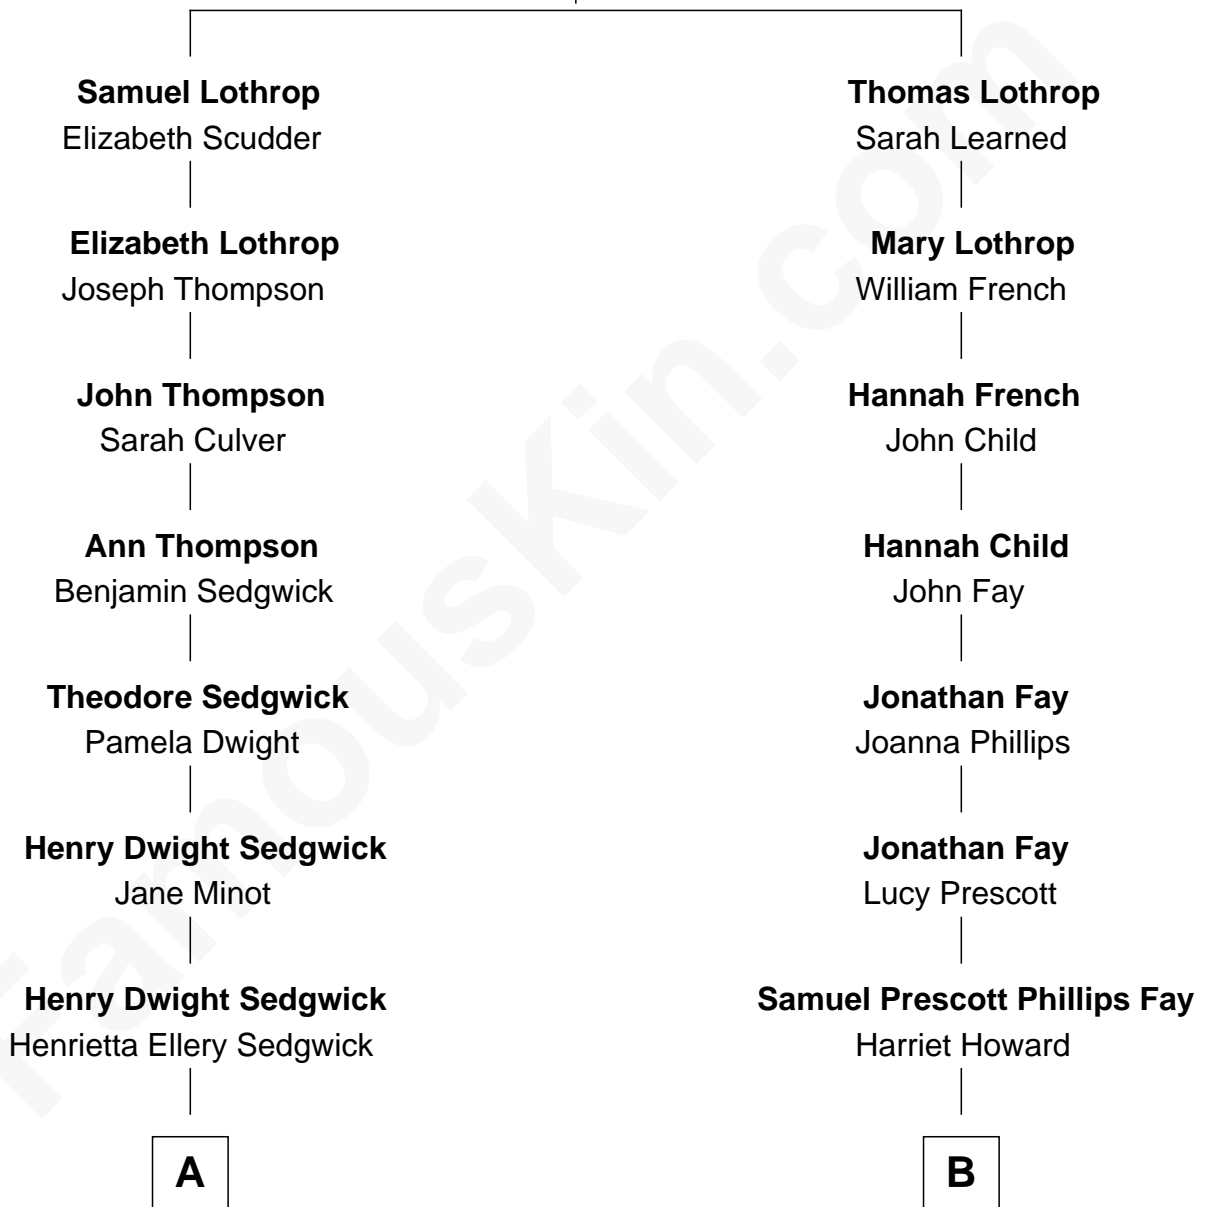 Samuel Lothrop
Elizabeth Scudder
Thomas Lothrop
Sarah Learned
Elizabeth Lothrop
Joseph Thompson
Mary Lothrop
William French
John Thompson
Sarah Culver
Hannah French
John Child
Ann Thompson
Benjamin Sedgwick
Hannah Child
John Fay
Theodore Sedgwick
Pamela Dwight
Jonathan Fay
Joanna Phillips
Henry Dwight Sedgwick
Jane Minot
Jonathan Fay
Lucy Prescott
Henry Dwight Sedgwick
Henrietta Ellery Sedgwick
Samuel Prescott Phillips Fay
Harriet Howard
A
B
FamousKin.com